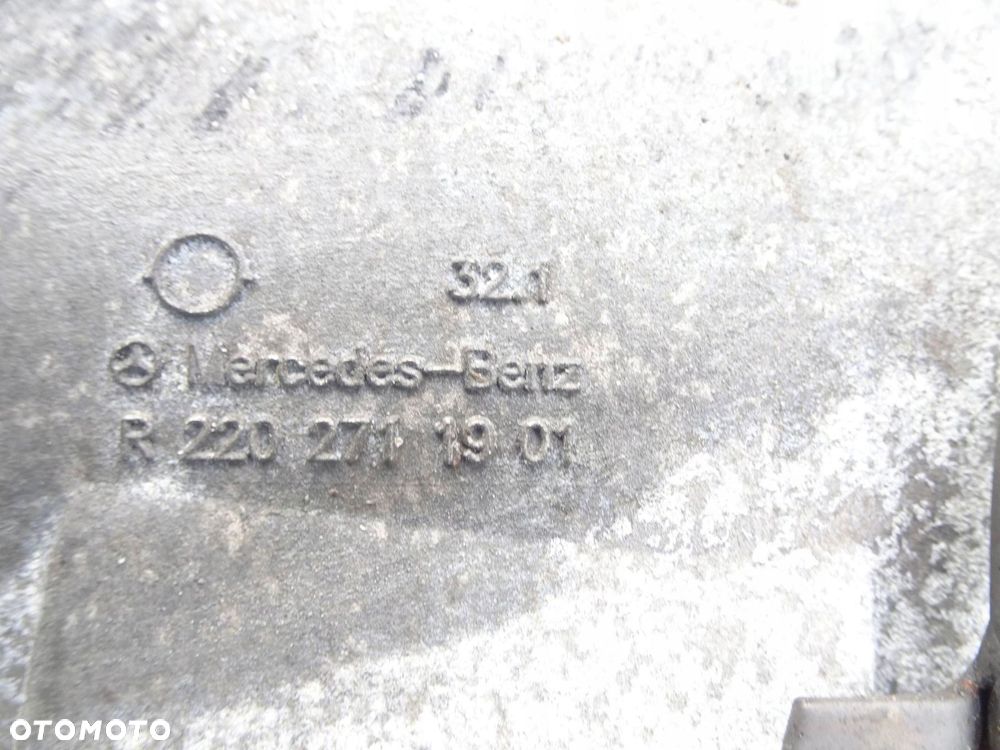 32.1
Mercedes-Benz
R 220 271 19 01
OTOMOTO